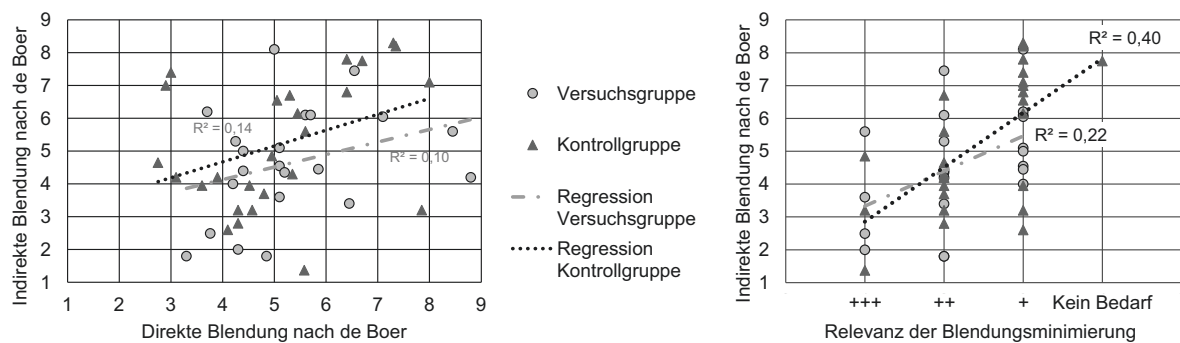 Indirekte Blendung nach de Boer
9
8
7
6
5
4
3
2
1
R² = 0,14
R² = 0,10
1 2 3 4 5 6 7 8 9
Direkte Blendung nach de Boer
Versuchsgruppe
Kontrollgruppe
Regression
Versuchsgruppe
Regression
Kontrollgruppe
Indirekte Blendung nach de Boer
9
8
7
6
5
4
3
2
1
R² = 0,40
R² = 0,22
+++ ++ + Kein Bedarf
Relevanz der Blendungsminimierung